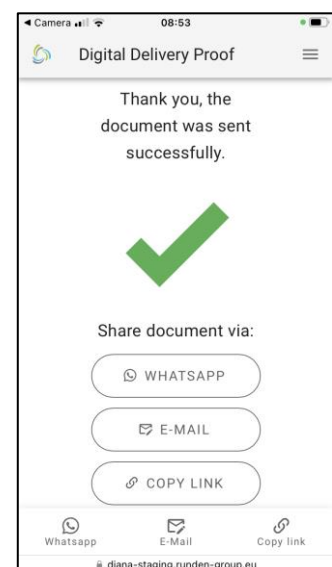 Camera 08:53
Digital Delivery Proof
Thank you, the
document was sent
successfully.
Share document via:
WHATSAPP
E-MAIL
COPY LINK
Whatsapp E-Mail Copy link
diana-staging.runden-group.eu